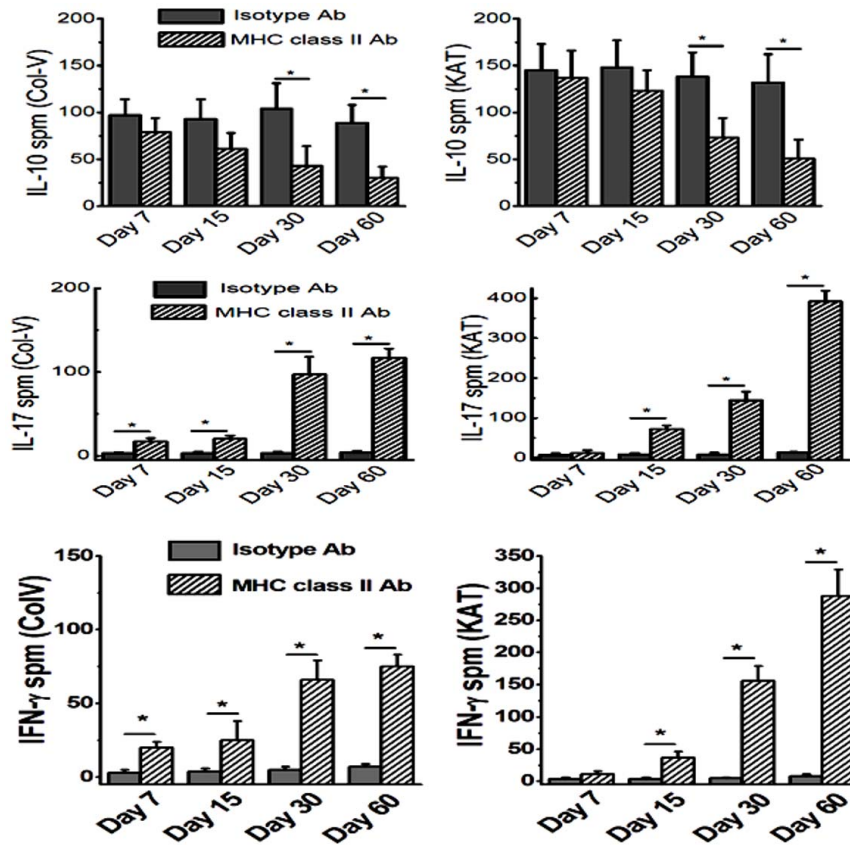 200
150
100
50
0
IL-10 spm (Col-V)
Isotype Ab
MHC class II Ab
*
*
Day 7 Day 15 Day 30 Day 60
200
150
100
50
0
IL-10 spm (KAT)
*
*
Day 7 Day 15 Day 30 Day 60
200
100
0
IL-17 spm (Col-V)
Isotype Ab
MHC class II Ab
*
*
*
*
Day 7 Day 15 Day 30 Day 60
400
300
200
100
0
IL-17 spm (KAT)
*
*
*
Day 7 Day 15 Day 30 Day 60
150
100
50
0
IFN-γ spm (ColV)
Isotype Ab
MHC class II Ab
*
*
*
*
Day 7 Day 15 Day 30 Day 60
350
300
250
200
150
100
50
0
IFN-γ spm (KAT)
*
*
*
Day 7 Day 15 Day 30 Day 60